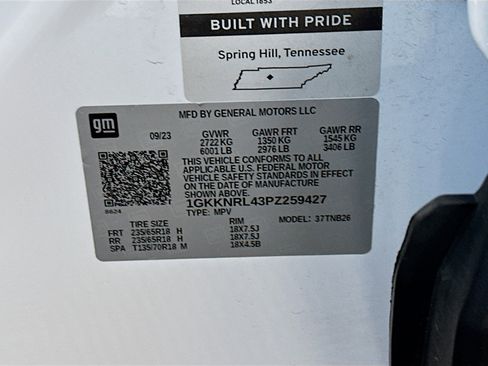 LOCAL 1853
BUILT WITH PRIDE
Spring Hill, Tennessee
gm
MFD BY GENERAL MOTORS LLC
09/23 GVWR GAWR FRT GAWR RR
2722 KG 1350 KG 1545 KG
6001 LB 2976 LB 3406 LB
THIS VEHICLE CONFORMS TO ALL
APPLICABLE U.S. FEDERAL MOTOR
VEHICLE SAFETY STANDARDS IN
EFFECT ON THE DATE OF MANUFACTURE
SHOWN ABOVE.
1GKKNRL43PZ259427
TYPE: MPV MODEL: 37TNB26
8824
TIRE SIZE RIM
FRT 235/65R18 H 18X7.5J
RR 235/65R18 H 18X7.5J
SPA T135/70R18 M 18X4.5B